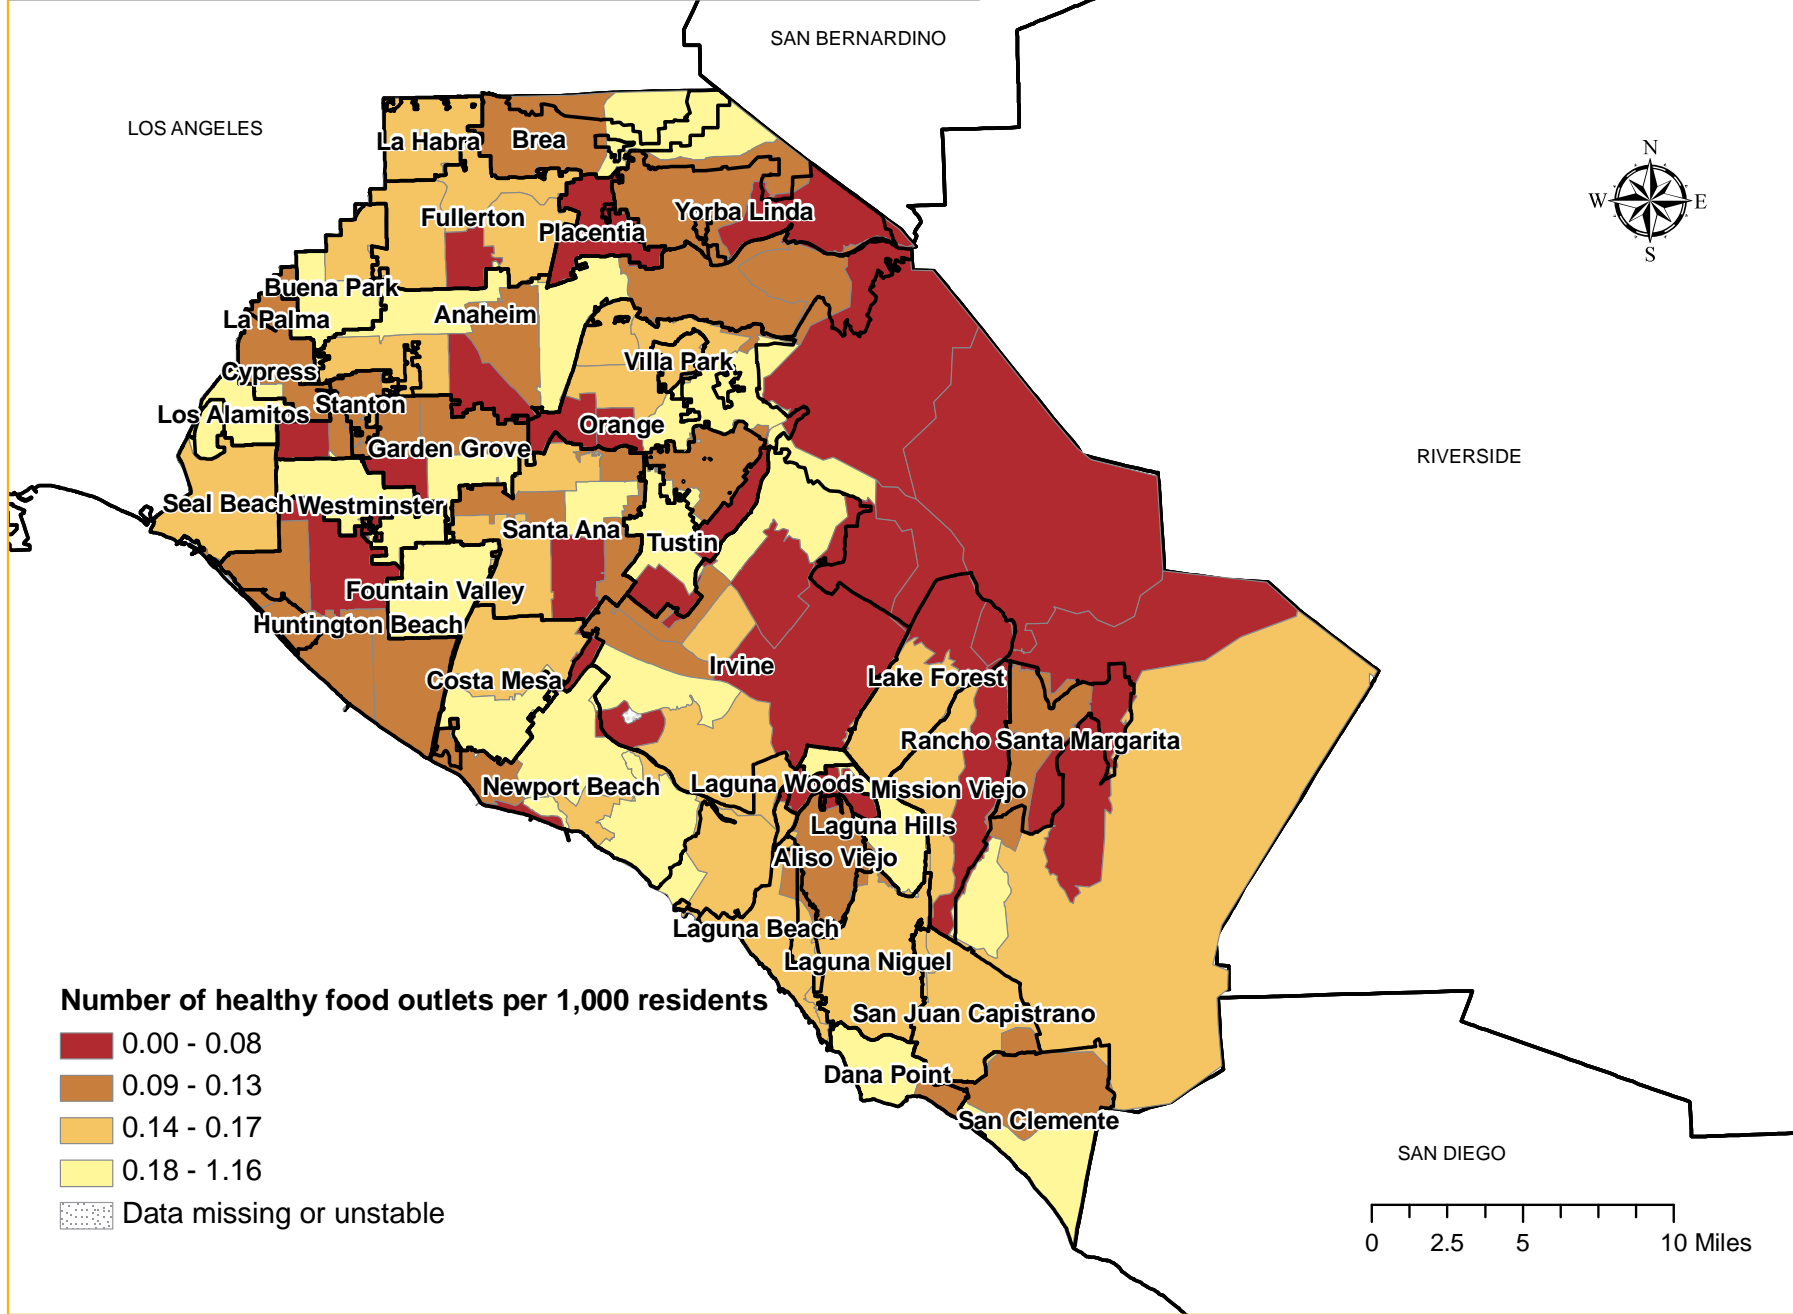 SAN BERNARDINO
LOS ANGELES
La Habra
Brea
N
W
E
S
Fullerton
Placentia
Yorba Linda
Buena Park
La Palma
Anaheim
Cypress
Villa Park
Los Alamitos
Stanton
Orange
Garden Grove
RIVERSIDE
Seal Beach
Westminster
Santa Ana
Tustin
Fountain Valley
Huntington Beach
Irvine
Costa Mesa
Lake Forest
Rancho Santa Margarita
Newport Beach
Laguna Woods
Mission Viejo
Laguna Hills
Aliso Viejo
Laguna Beach
Laguna Niguel
San Juan Capistrano
Dana Point
San Clemente
SAN DIEGO
Number of healthy food outlets per 1,000 residents
0.00 - 0.08
0.09 - 0.13
0.14 - 0.17
0.18 - 1.16
Data missing or unstable
0 2.5 5 10 Miles